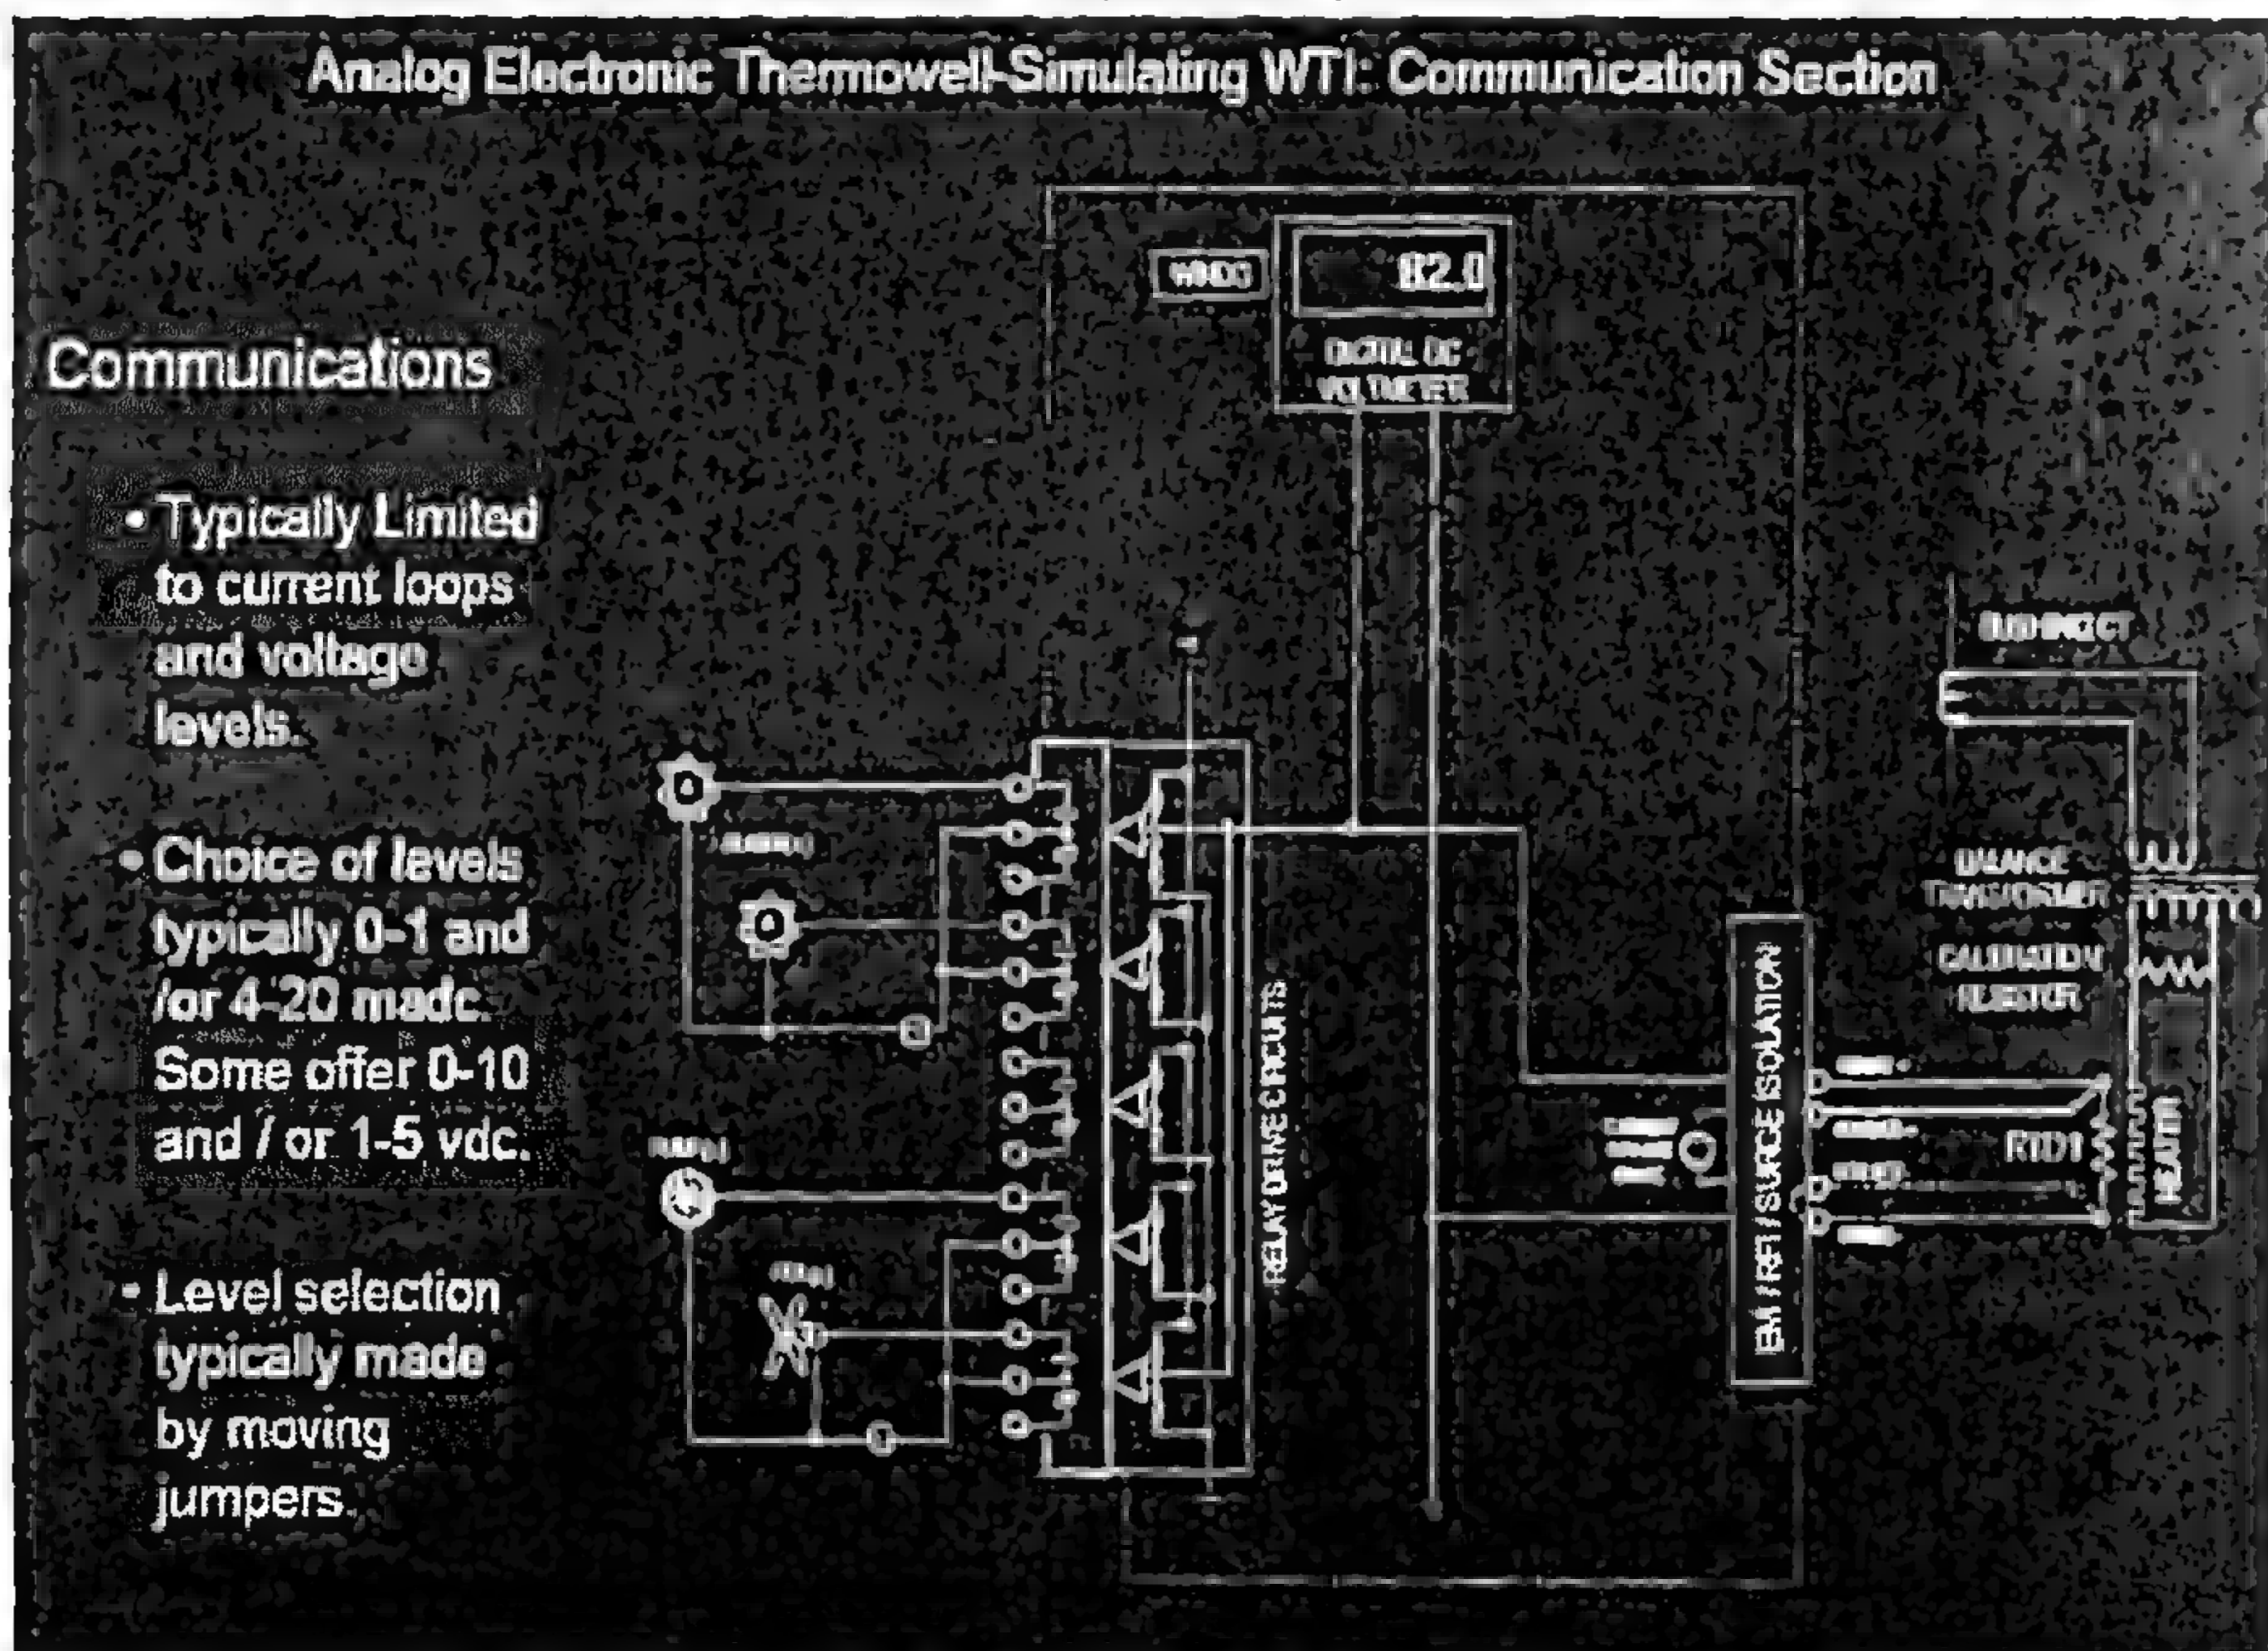 Analog Electronic Thermowell-Simulating WTI: Communication Section
82.0
DIGITAL DC
VOLTMETER
Communications
• Typically Limited
to current loops
and voltage
levels.
• Choice of levels
typically 0-1 and
/or 4-20 madc.
Some offer 0-10
and / or 1-5 vdc.
• Level selection
typically made
by moving
jumpers.
RELAY DRIVE CIRCUITS
EMI / RFI / SURGE ISOLATION
BALANCE
TRANSFORMER
CALIBRATION
RESISTOR
RTD1
HEATER